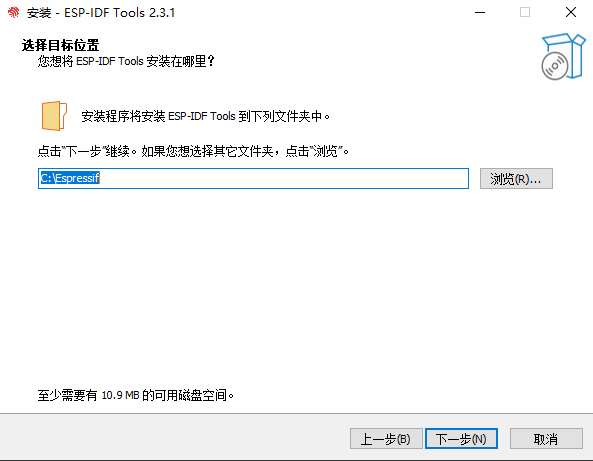 安装 - ESP-IDF Tools 2.3.1
选择目标位置
您想将 ESP-IDF Tools 安装在哪里？
安装程序将安装 ESP-IDF Tools 到下列文件夹中。
点击“下一步”继续。如果您想选择其它文件夹，点击“浏览”。
C:\Espressif
浏览(R)...
至少需要有 10.9 MB 的可用磁盘空间。
上一步(B)
下一步(N)
取消